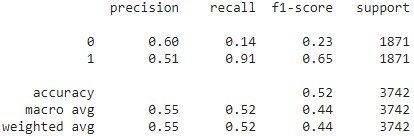 precision recall f1-score support
0 0.60 0.14 0.23 1871
1 0.51 0.91 0.65 1871
accuracy 0.52 3742
macro avg 0.55 0.52 0.44 3742
weighted avg 0.55 0.52 0.44 3742